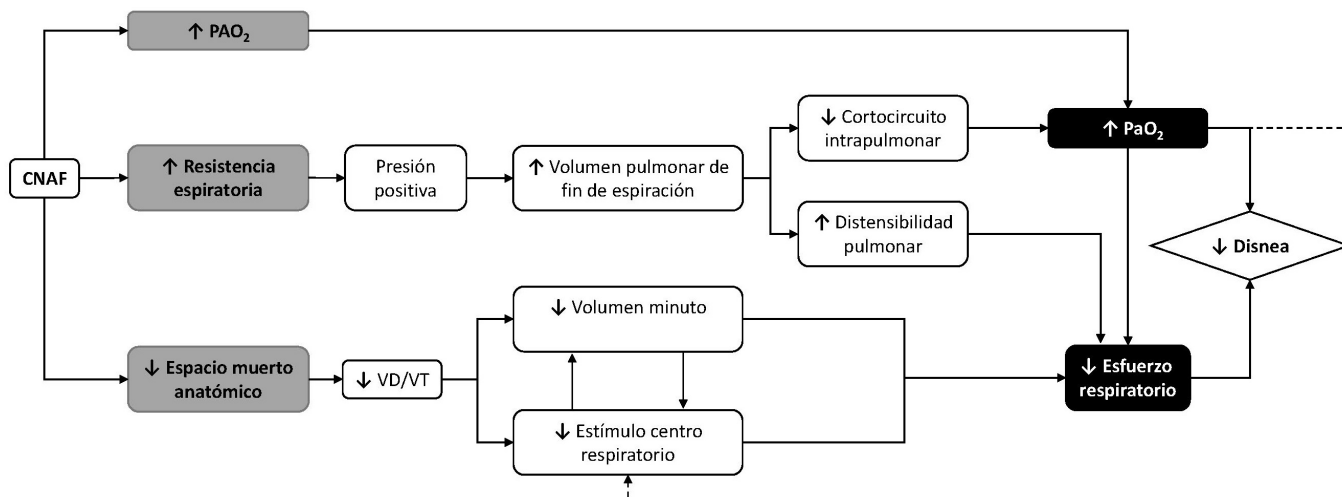 ↑ PAO₂
CNAF
↑ Resistencia
espiratoria
Presión
positiva
↑ Volumen pulmonar de
fin de espiración
↓ Cortocircuito
intrapulmonar
↑ Distensibilidad
pulmonar
↑ PaO₂
↓ Disnea
↓ Espacio muerto
anatómico
↓ VD/VT
↓ Volumen minuto
↓ Estímulo centro
respiratorio
↓ Esfuerzo
respiratorio